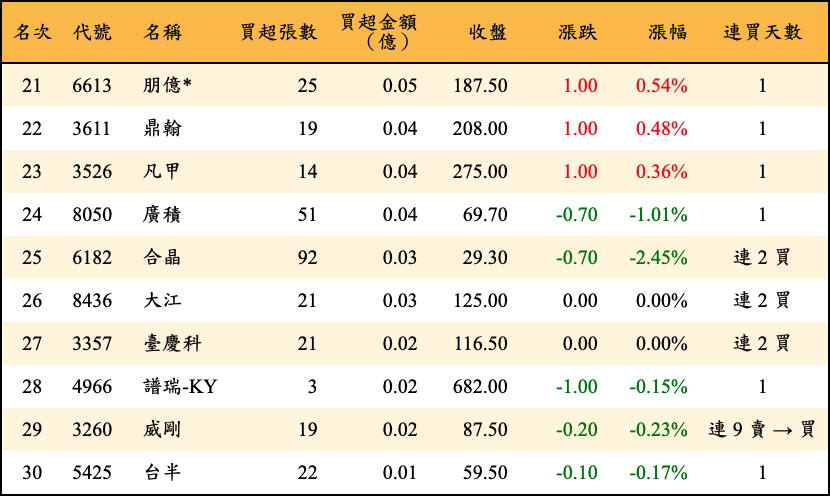 名次 代號 名稱 買超張數 買超金額（億） 收盤 漲跌 漲幅 連買天數
21 6613 朋億* 25 0.05 187.50 1.00 0.54% 1
22 3611 鼎翰 19 0.04 208.00 1.00 0.48% 1
23 3526 凡甲 14 0.04 275.00 1.00 0.36% 1
24 8050 廣積 51 0.04 69.70 -0.70 -1.01% 1
25 6182 合晶 92 0.03 29.30 -0.70 -2.45% 連 2 買
26 8436 大江 21 0.03 125.00 0.00 0.00% 連 2 買
27 3357 臺慶科 21 0.02 116.50 0.00 0.00% 連 2 買
28 4966 譜瑞-KY 3 0.02 682.00 -1.00 -0.15% 1
29 3260 威剛 19 0.02 87.50 -0.20 -0.23% 連 9 賣 → 買
30 5425 台半 22 0.01 59.50 -0.10 -0.17% 1